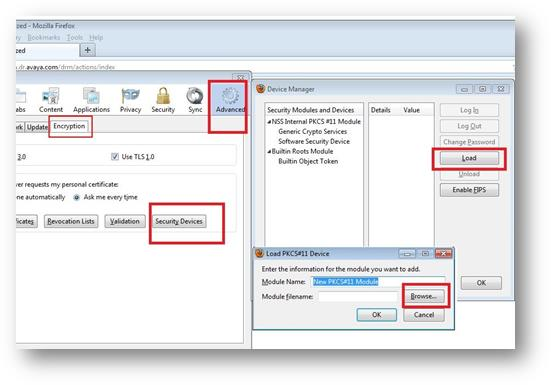 zed - Mozilla Firefox
ry Bookmarks Tools Help
zed
.dr.avaya.com/drm/actions/index
abs Content Applications Privacy Security Sync Advanced
rk Update Encryption
3.0 Use TLS 1.0
ver requests my personal certificate:
ne automatically Ask me every time
ificates Revocation Lists Validation Security Devices
Device Manager
Security Modules and Devices
NSS Internal PKCS #11 Module
Generic Crypto Services
Software Security Device
Builtin Roots Module
Builtin Object Token
Details Value
Log In
Log Out
Change Password
Load
Unload
Enable FIPS
OK
Load PKCS#11 Device
Enter the information for the module you want to add.
Module Name: New PKCS#11 Module
Module filename: Browse...
OK Cancel